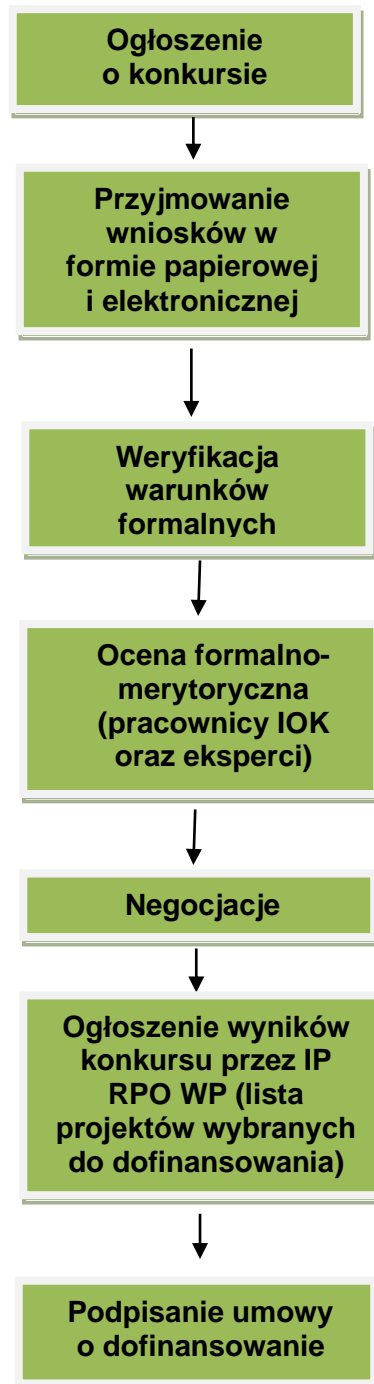 Ogłoszenie
o konkursie
Przyjmowanie
wniosków w
formie papierowej
i elektronicznej
Weryfikacja
warunków
formalnych
Ocena formalno-
merytoryczna
(pracownicy IOK
oraz eksperci)
Negocjacje
Ogłoszenie wyników
konkursu przez IP
RPO WP (lista
projektów wybranych
do dofinansowania)
Podpisanie umowy
o dofinansowanie